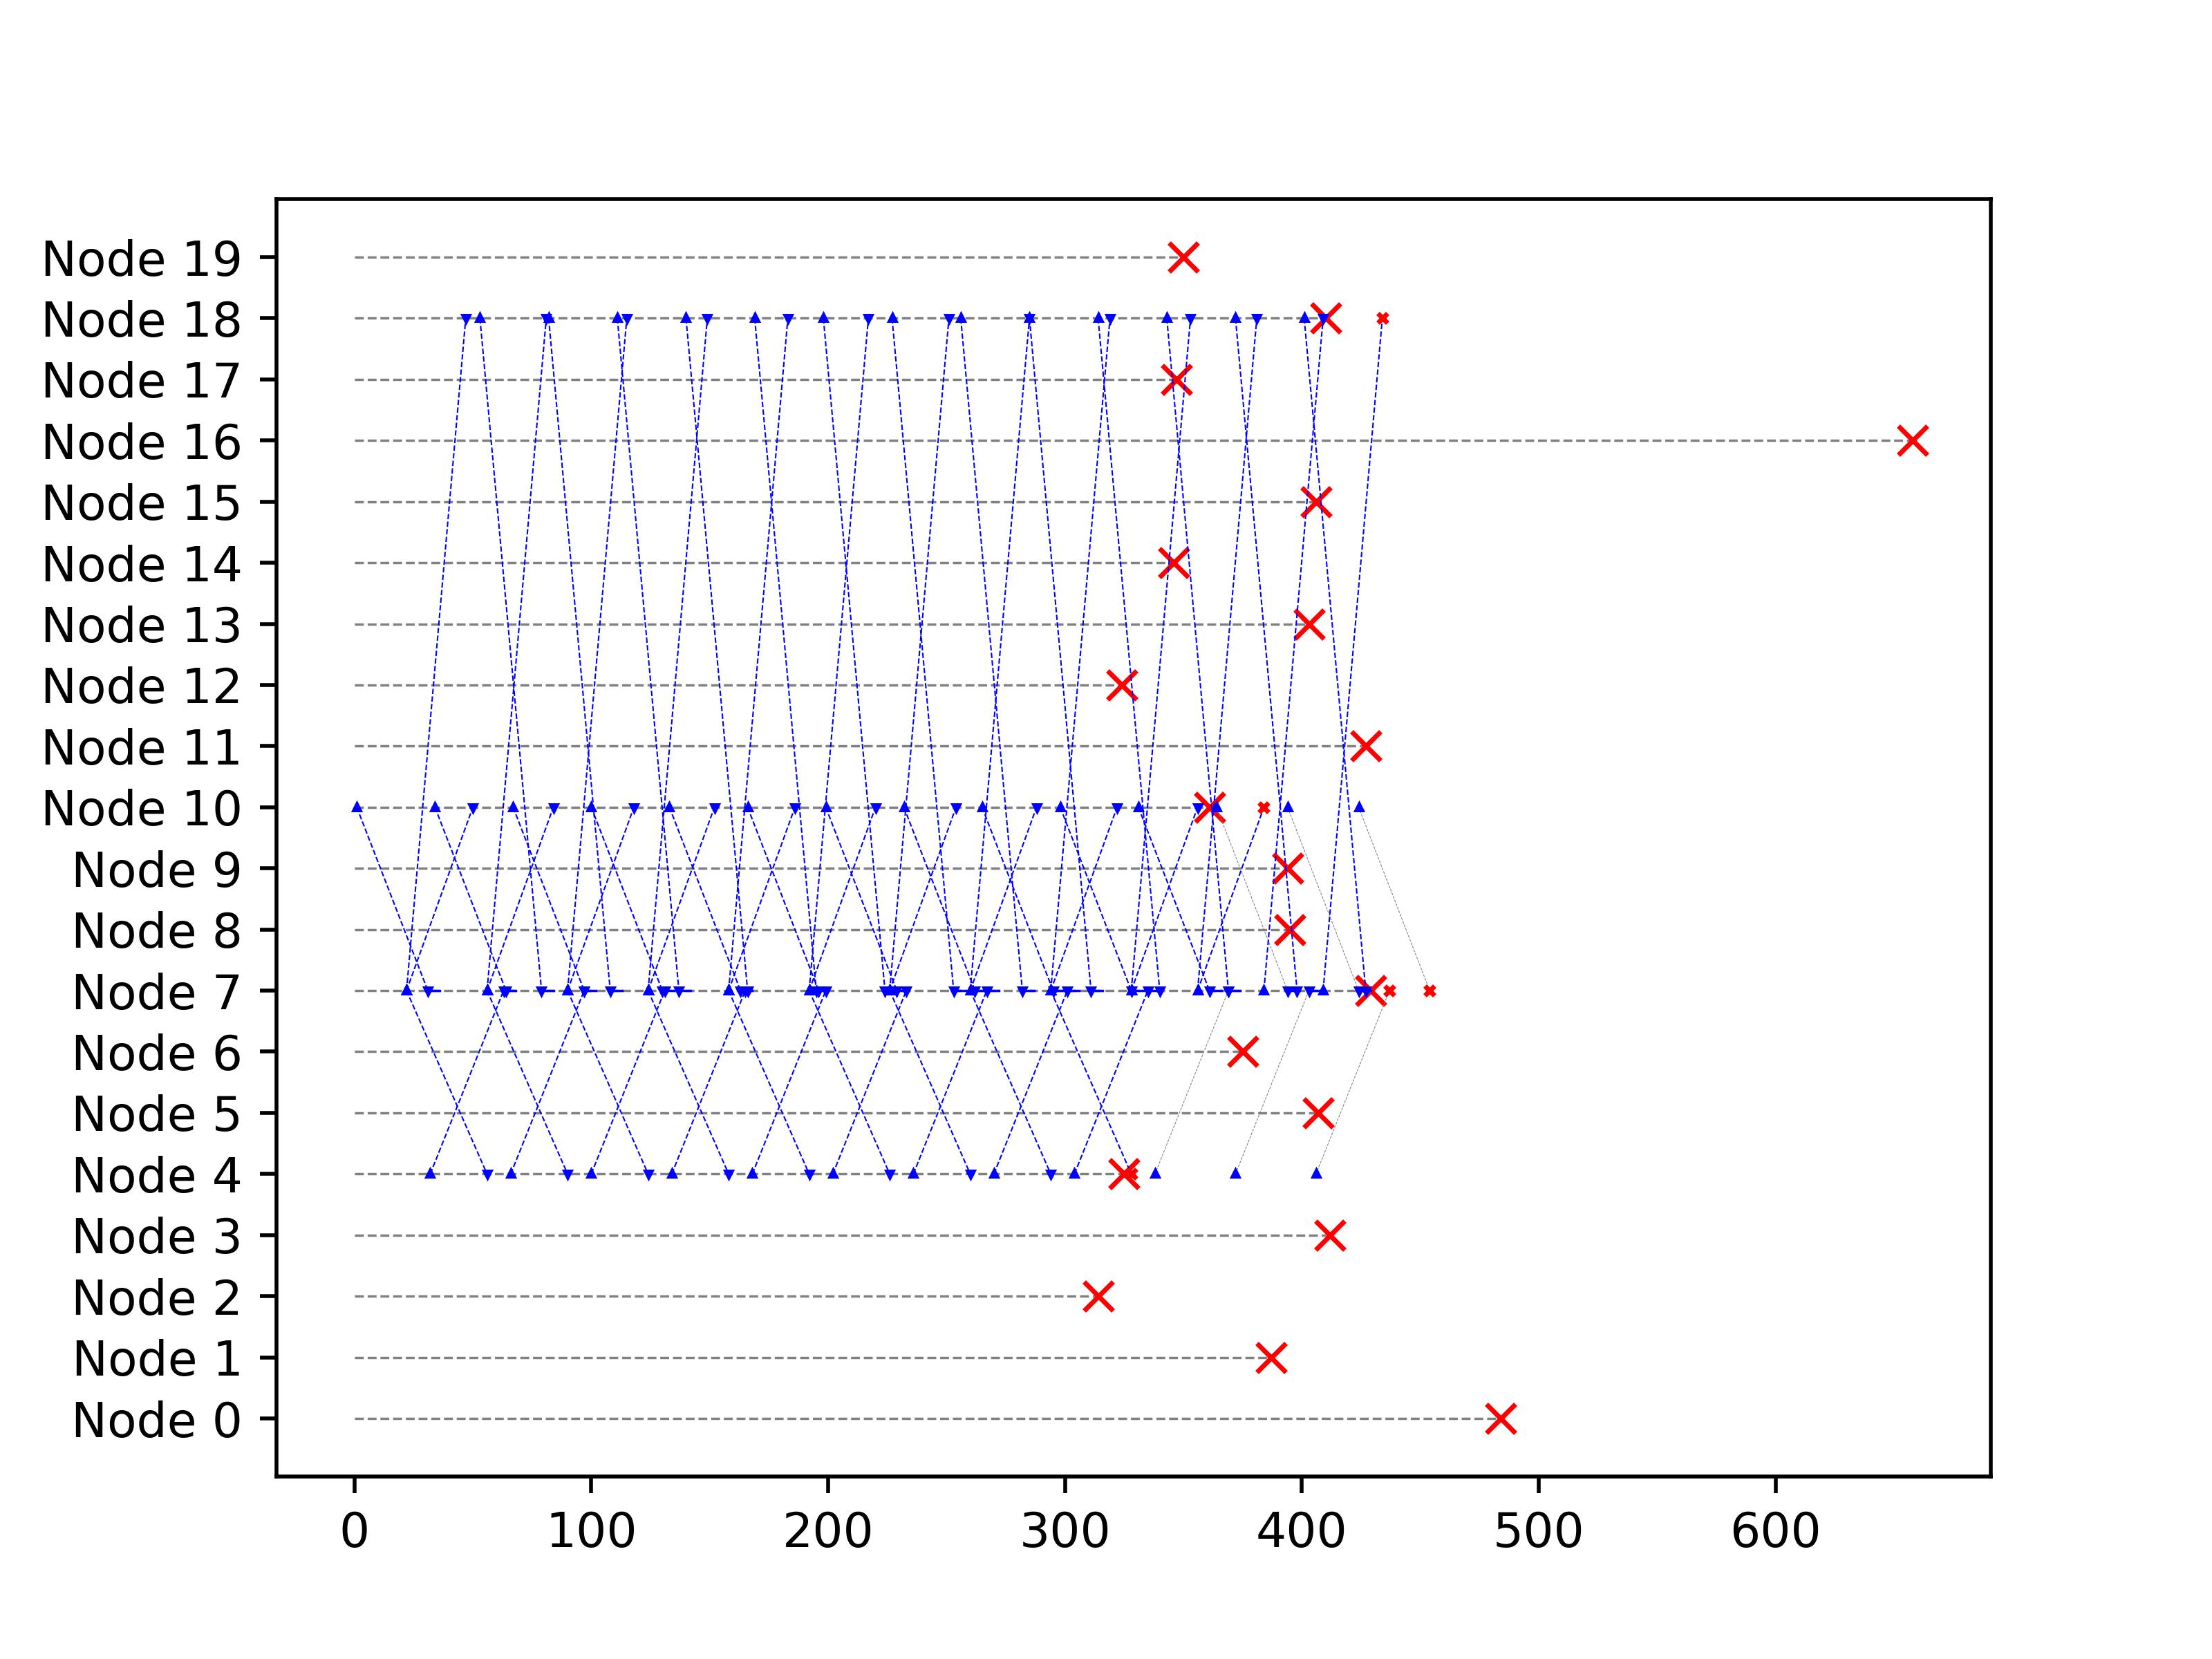 Node 19
Node 18
Node 17
Node 16
Node 15
Node 14
Node 13
Node 12
Node 11
Node 10
Node 9
Node 8
Node 7
Node 6
Node 5
Node 4
Node 3
Node 2
Node 1
Node 0
0 100 200 300 400 500 600